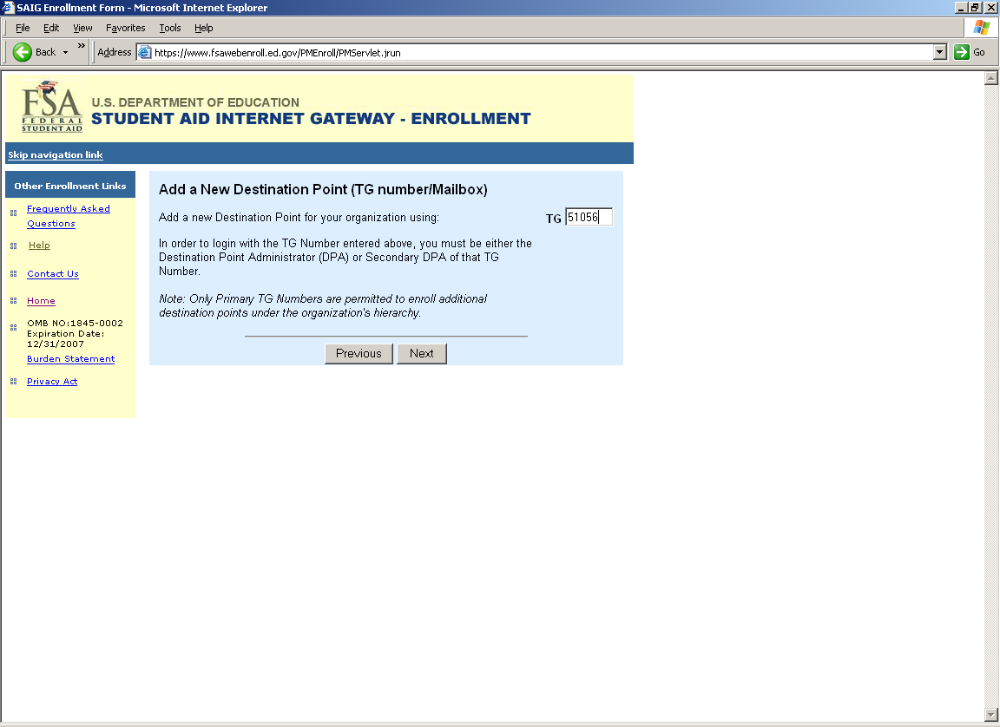 SAIG Enrollment Form - Microsoft Internet Explorer
File Edit View Favorites Tools Help
Back » Address https://www.fsawebenroll.ed.gov/PMEnroll/PMServlet.jrun Go
FSA
FEDERAL
STUDENT AID
U.S. DEPARTMENT OF EDUCATION
STUDENT AID INTERNET GATEWAY - ENROLLMENT
Skip navigation link
Other Enrollment Links
Frequently Asked
Questions
Help
Contact Us
Home
OMB NO:1845-0002
Expiration Date:
12/31/2007
Burden Statement
Privacy Act
Add a New Destination Point (TG number/Mailbox)
Add a new Destination Point for your organization using: TG 51056
In order to login with the TG Number entered above, you must be either the
Destination Point Administrator (DPA) or Secondary DPA of that TG
Number.
Note: Only Primary TG Numbers are permitted to enroll additional
destination points under the organization's hierarchy.
Previous Next